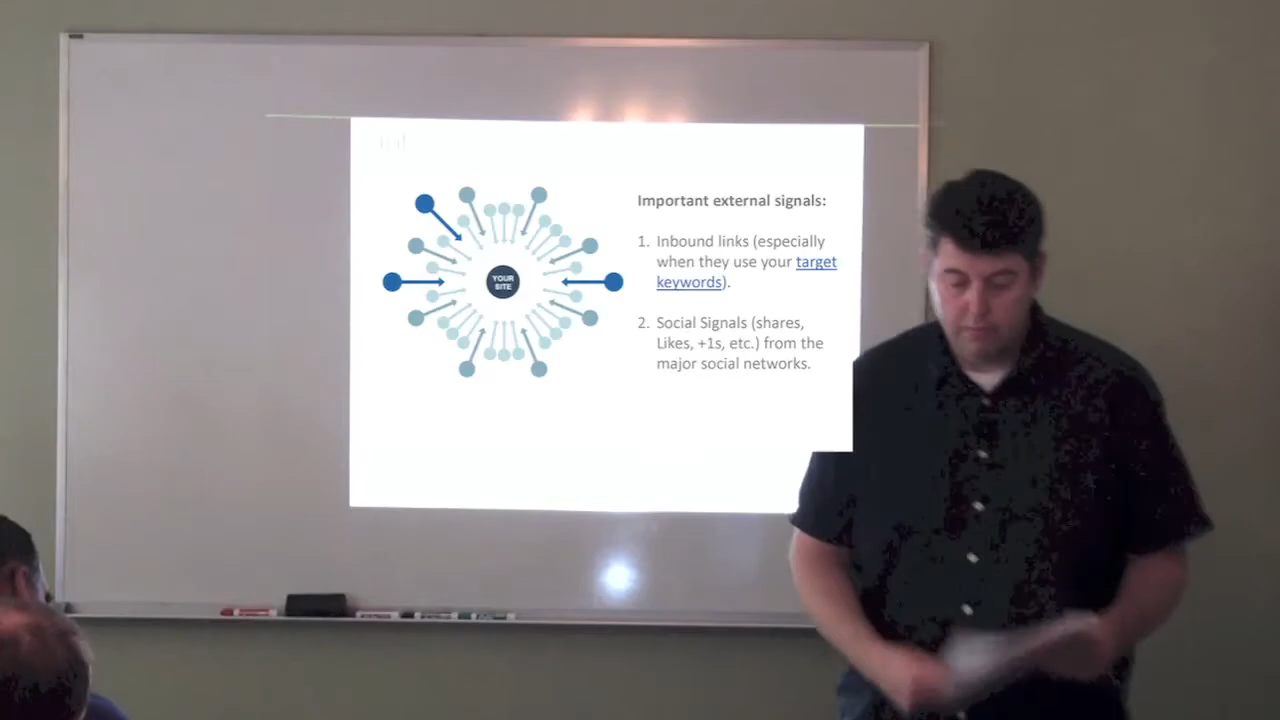 YOUR
SITE
Important external signals:
1. Inbound links (especially
when they use your target
keywords).
2. Social Signals (shares,
Likes, +1s, etc.) from the
major social networks.